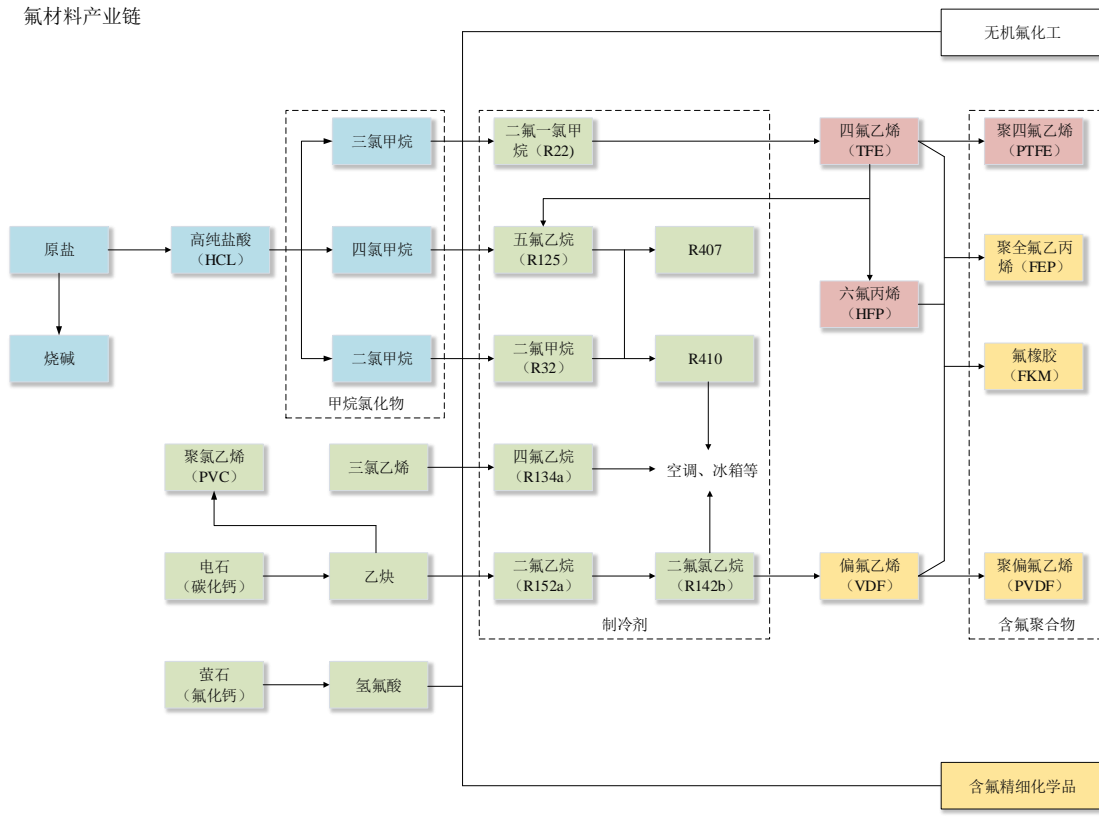 氟材料产业链
无机氟化工
三氯甲烷
二氟一氯甲
烷（R22)
四氟乙烯
（TFE）
聚四氟乙烯
（PTFE）
原盐
高纯盐酸
（HCL）
四氯甲烷
五氟乙烷
（R125）
R407
聚全氟乙丙
烯（FEP）
六氟丙烯
（HFP）
烧碱
二氯甲烷
二氟甲烷
（R32）
R410
氟橡胶
（FKM）
甲烷氯化物
聚氯乙烯
（PVC）
三氯乙烯
四氟乙烷
（R134a）
空调、冰箱等
电石
（碳化钙）
乙炔
二氟乙烷
（R152a）
二氟氯乙烷
（R142b）
偏氟乙烯
（VDF）
聚偏氟乙烯
（PVDF）
制冷剂
含氟聚合物
萤石
（氟化钙）
氢氟酸
含氟精细化学品